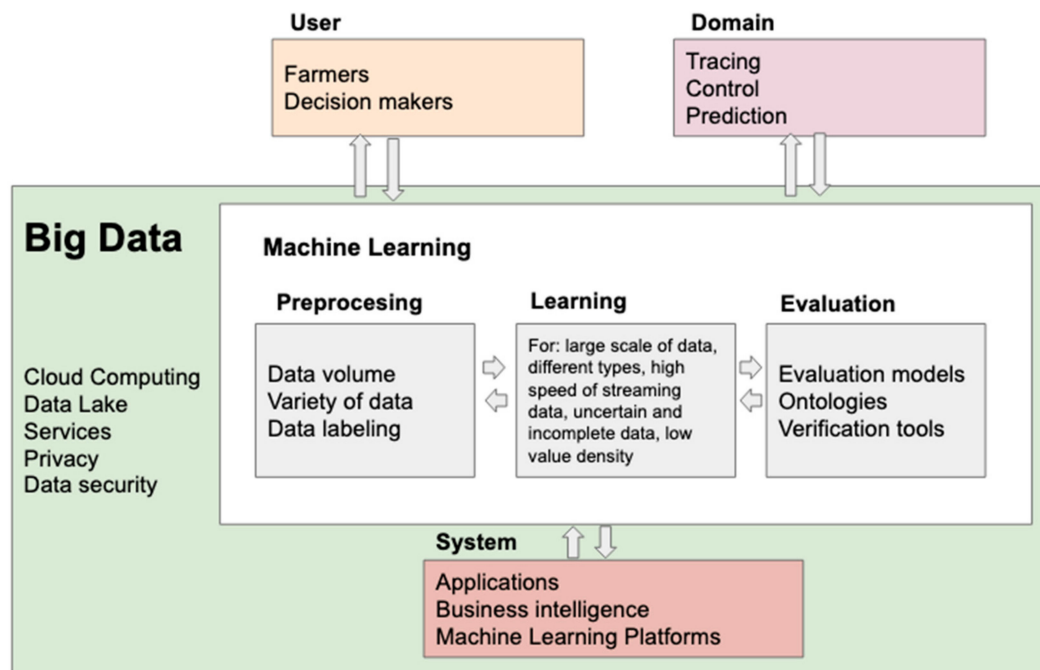 User
Farmers
Decision makers
Domain
Tracing
Control
Prediction
Big Data
Cloud Computing
Data Lake
Services
Privacy
Data security
Machine Learning
Preprocesing
Data volume
Variety of data
Data labeling
Learning
For: large scale of data,
different types, high
speed of streaming
data, uncertain and
incomplete data, low
value density
Evaluation
Evaluation models
Ontologies
Verification tools
System
Applications
Business intelligence
Machine Learning Platforms